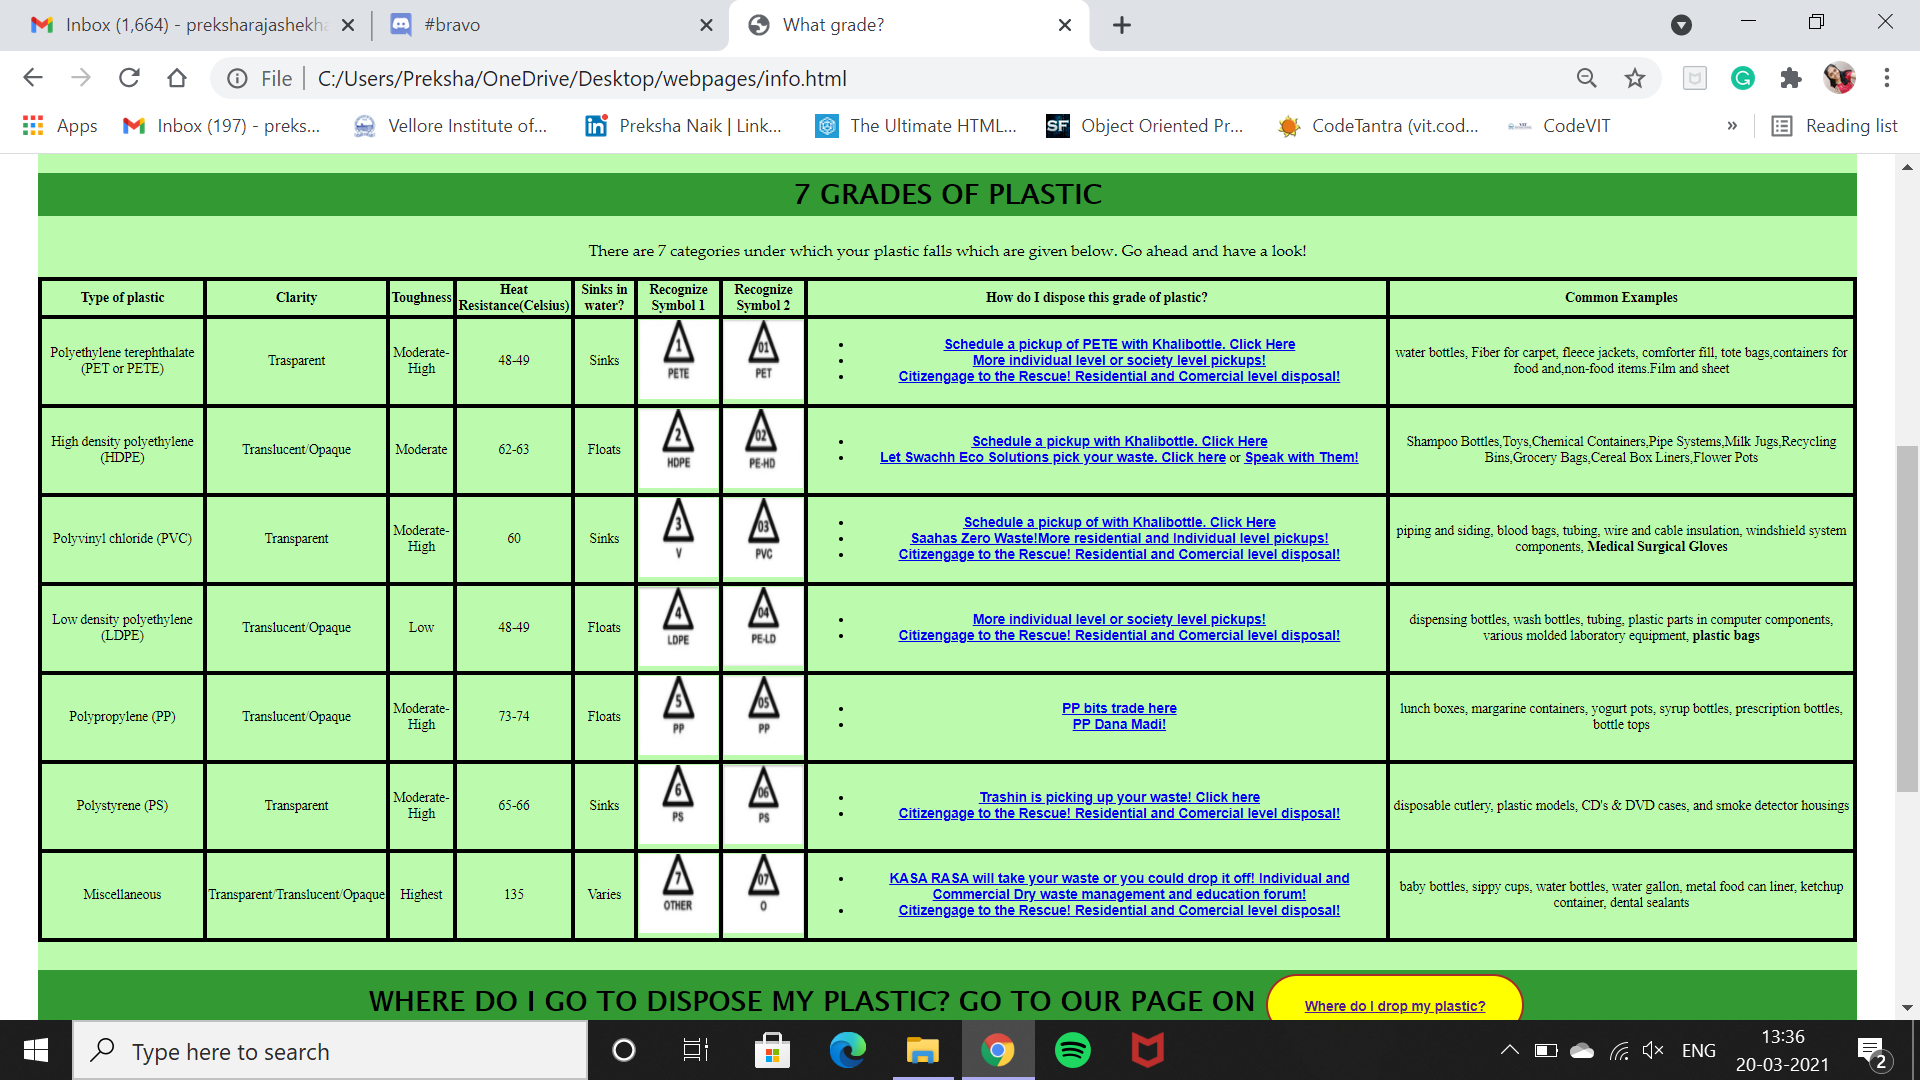 Inbox (1,664) - preksharajashekha
#bravo
What grade?
File
C:/Users/Preksha/OneDrive/Desktop/webpages/info.html
Apps
Inbox (197) - preks...
Vellore Institute of...
Preksha Naik | Link...
The Ultimate HTML...
SF
Object Oriented Pr...
CodeTantra (vit.cod...
CodeVIT
»
Reading list
7 GRADES OF PLASTIC
There are 7 categories under which your plastic falls which are given below. Go ahead and have a look!
Type of plastic
Clarity
Toughness
Heat
Resistance(Celsius)
Sinks in
water?
Recognize
Symbol 1
Recognize
Symbol 2
How do I dispose this grade of plastic?
Common Examples
Polyethylene terephthalate
(PET or PETE)
Trasparent
Moderate-
High
48-49
Sinks
1
PETE
01
PET
Schedule a pickup of PETE with Khalibottle. Click Here
More individual level or society level pickups!
Citizengage to the Rescue! Residential and Comercial level disposal!
water bottles, Fiber for carpet, fleece jackets, comforter fill, tote bags,containers for
food and,non-food items.Film and sheet
High density polyethylene
(HDPE)
Translucent/Opaque
Moderate
62-63
Floats
2
HDPE
02
PE-HD
Schedule a pickup with Khalibottle. Click Here
Let Swachh Eco Solutions pick your waste. Click here or Speak with Them!
Shampoo Bottles,Toys,Chemical Containers,Pipe Systems,Milk Jugs,Recycling
Bins,Grocery Bags,Cereal Box Liners,Flower Pots
Polyvinyl chloride (PVC)
Transparent
Moderate-
High
60
Sinks
3
V
03
PVC
Schedule a pickup of with Khalibottle. Click Here
Saahas Zero Waste!More residential and Individual level pickups!
Citizengage to the Rescue! Residential and Comercial level disposal!
piping and siding, blood bags, tubing, wire and cable insulation, windshield system
components, Medical Surgical Gloves
Low density polyethylene
(LDPE)
Translucent/Opaque
Low
48-49
Floats
4
LDPE
04
PE-LD
More individual level or society level pickups!
Citizengage to the Rescue! Residential and Comercial level disposal!
dispensing bottles, wash bottles, tubing, plastic parts in computer components,
various molded laboratory equipment, plastic bags
Polypropylene (PP)
Translucent/Opaque
Moderate-
High
73-74
Floats
5
PP
05
PP
PP bits trade here
PP Dana Madi!
lunch boxes, margarine containers, yogurt pots, syrup bottles, prescription bottles,
bottle tops
Polystyrene (PS)
Transparent
Moderate-
High
65-66
Sinks
6
PS
06
PS
Trashin is picking up your waste! Click here
Citizengage to the Rescue! Residential and Comercial level disposal!
disposable cutlery, plastic models, CD's & DVD cases, and smoke detector housings
Miscellaneous
Transparent/Translucent/Opaque
Highest
135
Varies
7
OTHER
07
O
KASA RASA will take your waste or you could drop it off! Individual and
Commercial Dry waste management and education forum!
Citizengage to the Rescue! Residential and Comercial level disposal!
baby bottles, sippy cups, water bottles, water gallon, metal food can liner, ketchup
container, dental sealants
WHERE DO I GO TO DISPOSE MY PLASTIC? GO TO OUR PAGE ON
Where do I drop my plastic?
Type here to search
ENG
13:36
20-03-2021
2